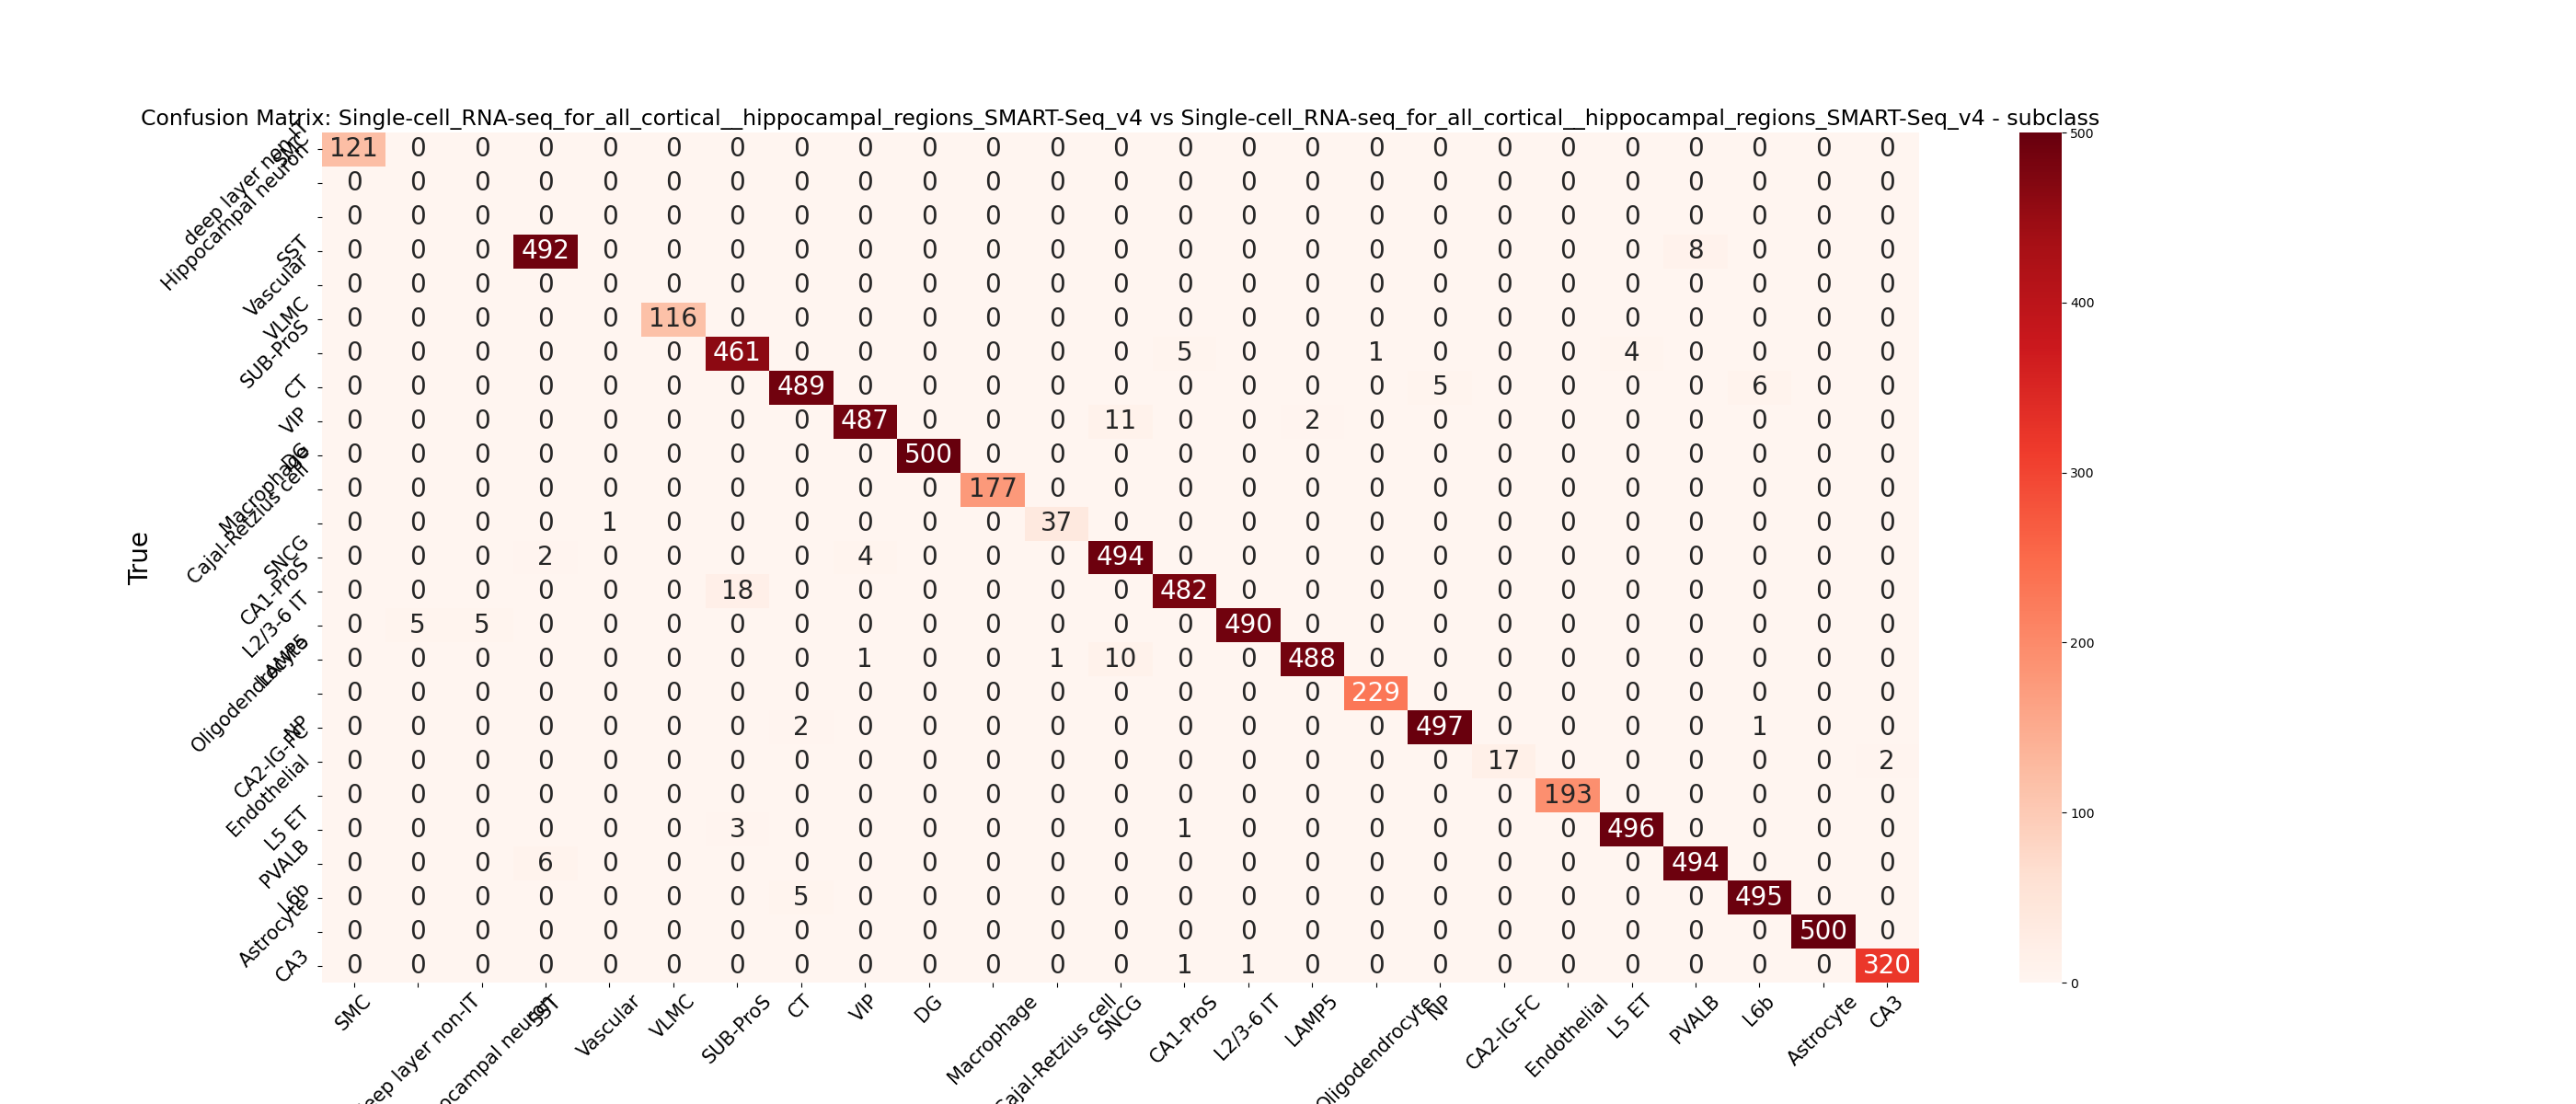 Confusion Matrix: Single-cell_RNA-seq_for_all_cortical__hippocampal_regions_SMART-Seq_v4 vs Single-cell_RNA-seq_for_all_cortical__hippocampal_regions_SMART-Seq_v4 - subclass
SMC 121 0 0 0 0 0 0 0 0 0 0 0 0 0 0 0 0 0 0 0 0 0 0 0 0
deep layer non-IT 0 0 0 0 0 0 0 0 0 0 0 0 0 0 0 0 0 0 0 0 0 0 0 0 0
Hippocampal neuron 0 0 0 0 0 0 0 0 0 0 0 0 0 0 0 0 0 0 0 0 0 0 0 0 0
SST 0 0 0 492 0 0 0 0 0 0 0 0 0 0 0 0 0 0 0 0 0 8 0 0 0
Vascular 0 0 0 0 0 0 0 0 0 0 0 0 0 0 0 0 0 0 0 0 0 0 0 0 0
VLMC 0 0 0 0 0 116 0 0 0 0 0 0 0 0 0 0 0 0 0 0 0 0 0 0 0
SUB-ProS 0 0 0 0 0 0 461 0 0 0 0 0 0 5 0 0 1 0 0 0 4 0 0 0 0
CT 0 0 0 0 0 0 0 489 0 0 0 0 0 0 0 0 0 5 0 0 0 0 6 0 0
VIP 0 0 0 0 0 0 0 0 487 0 0 0 11 0 0 2 0 0 0 0 0 0 0 0 0
DG 0 0 0 0 0 0 0 0 0 500 0 0 0 0 0 0 0 0 0 0 0 0 0 0 0
Macrophage 0 0 0 0 0 0 0 0 0 0 177 0 0 0 0 0 0 0 0 0 0 0 0 0 0
Cajal-Retzius cell 0 0 0 0 1 0 0 0 0 0 0 37 0 0 0 0 0 0 0 0 0 0 0 0 0
SNCG 0 0 0 2 0 0 0 0 4 0 0 0 494 0 0 0 0 0 0 0 0 0 0 0 0
CA1-ProS 0 0 0 0 0 0 18 0 0 0 0 0 0 482 0 0 0 0 0 0 0 0 0 0 0
L2/3-6 IT 0 5 5 0 0 0 0 0 0 0 0 0 0 0 490 0 0 0 0 0 0 0 0 0 0
LAMP5 0 0 0 0 0 0 0 0 1 0 0 1 10 0 0 488 0 0 0 0 0 0 0 0 0
Oligodendrocyte 0 0 0 0 0 0 0 0 0 0 0 0 0 0 0 0 229 0 0 0 0 0 0 0 0
NP 0 0 0 0 0 0 0 2 0 0 0 0 0 0 0 0 0 497 0 0 0 0 1 0 0
CA2-IG-FC 0 0 0 0 0 0 0 0 0 0 0 0 0 0 0 0 0 0 17 0 0 0 0 0 2
Endothelial 0 0 0 0 0 0 0 0 0 0 0 0 0 0 0 0 0 0 0 193 0 0 0 0 0
L5 ET 0 0 0 0 0 0 3 0 0 0 0 0 0 1 0 0 0 0 0 0 496 0 0 0 0
PVALB 0 0 0 6 0 0 0 0 0 0 0 0 0 0 0 0 0 0 0 0 0 494 0 0 0
L6b 0 0 0 0 0 0 0 5 0 0 0 0 0 0 0 0 0 0 0 0 0 0 495 0 0
Astrocyte 0 0 0 0 0 0 0 0 0 0 0 0 0 0 0 0 0 0 0 0 0 0 0 500 0
CA3 0 0 0 0 0 0 0 0 0 0 0 0 0 1 1 0 0 0 0 0 0 0 0 0 320
True
SMC
layer non-IT
neuron
SST
Vascular
VLMC
SUB-ProS
CT
VIP
DG
Macrophage
Cajal-Retzius cell
SNCG
CA1-ProS
L2/3-6 IT
LAMP5
Oligodendrocyte
NP
CA2-IG-FC
Endothelial
L5 ET
PVALB
L6b
Astrocyte
CA3
500
400
300
200
100
0